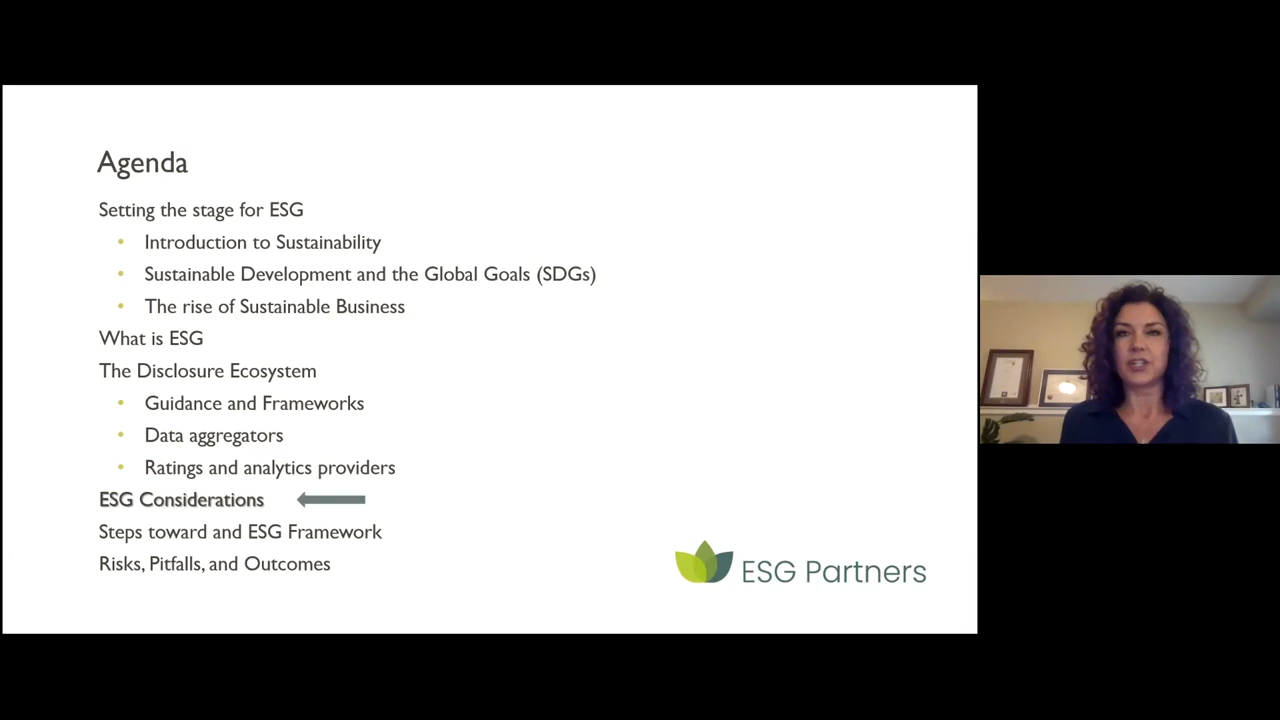 Agenda
Setting the stage for ESG
• Introduction to Sustainability
• Sustainable Development and the Global Goals (SDGs)
• The rise of Sustainable Business
What is ESG
The Disclosure Ecosystem
• Guidance and Frameworks
• Data aggregators
• Ratings and analytics providers
ESG Considerations
Steps toward and ESG Framework
Risks, Pitfalls, and Outcomes
ESG Partners